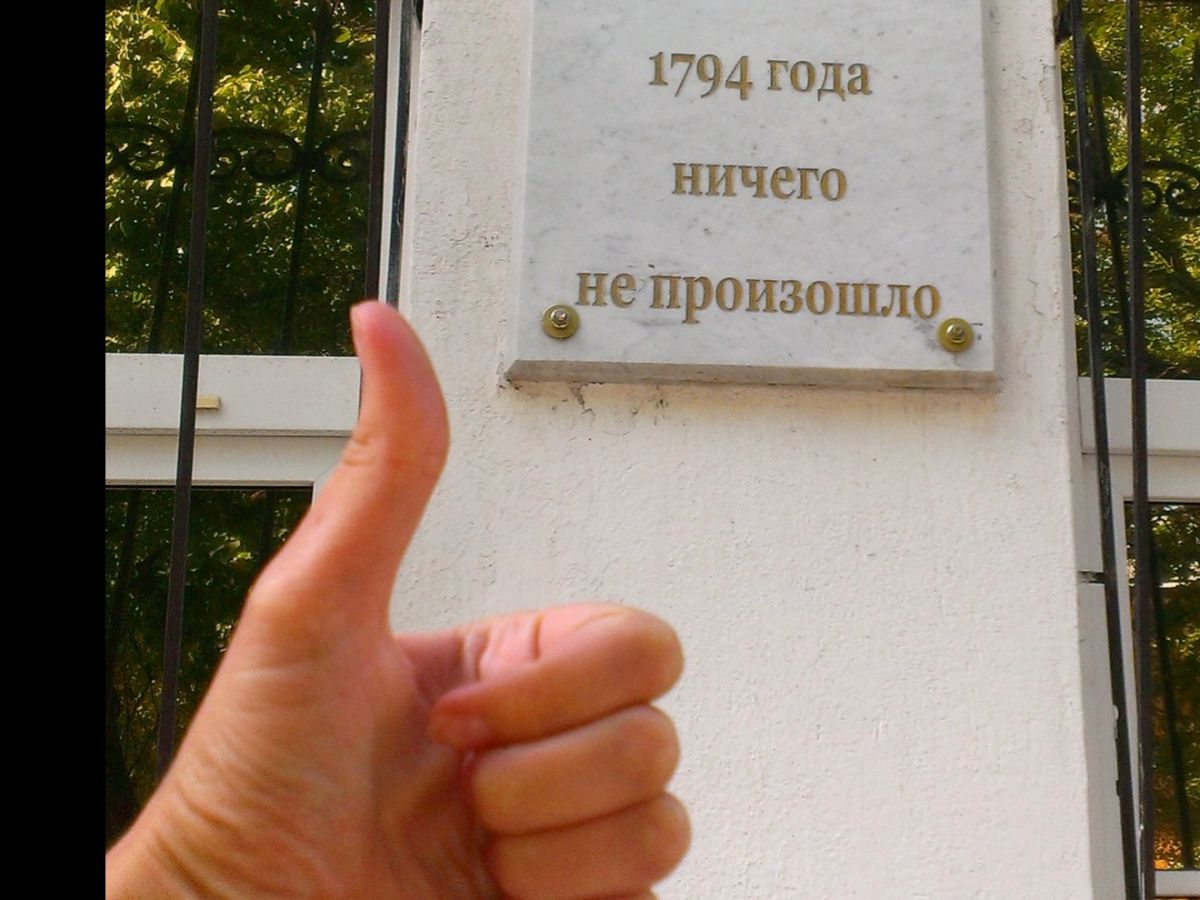 1794 года
ничего
не произошло